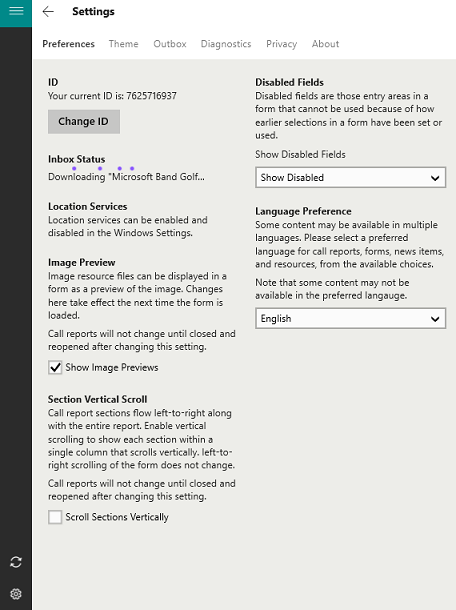 Settings
Preferences Theme Outbox Diagnostics Privacy About
ID
Your current ID is: 7625716937
Change ID
Inbox Status
Downloading "Microsoft Band Golf...
Location Services
Location services can be enabled and
disabled in the Windows Settings.
Image Preview
Image resource files can be displayed in a
form as a preview of the image. Changes
here take effect the next time the form is
loaded.
Call reports will not change until closed and
reopened after changing this setting.
Show Image Previews
Section Vertical Scroll
Call report sections flow left-to-right along
with the entire report. Enable vertical
scrolling to show each section within a
single column that scrolls vertically. left-to-
right scrolling of the form does not change.
Call reports will not change until closed and
reopened after changing this setting.
Scroll Sections Vertically
Disabled Fields
Disabled fields are those entry areas in a
form that cannot be used because of how
earlier selections in a form have been set or
used.
Show Disabled Fields
Show Disabled
Language Preference
Some content may be available in multiple
languages. Please select a preferred
language for call reports, forms, news items,
and resources, from the available choices.
Note that some content may not be
available in the preferred langauge.
English